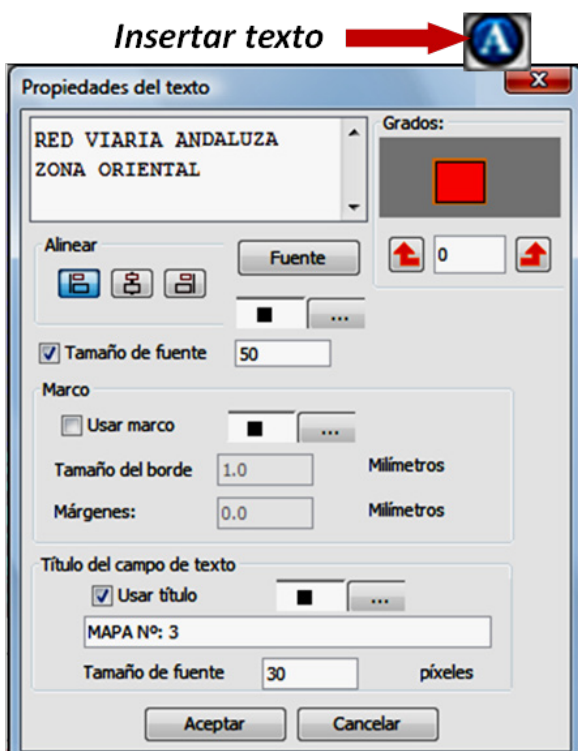 Insertar texto
A
Propiedades del texto
RED VIARIA ANDALUZA
ZONA ORIENTAL
Grados:
0
Alinear
Fuente
...
Tamaño de fuente 50
Marco
Usar marco ...
Tamaño del borde 1.0 Milímetros
Márgenes: 0.0 Milímetros
Título del campo de texto
Usar título ...
MAPA Nº: 3
Tamaño de fuente 30 píxeles
Aceptar Cancelar